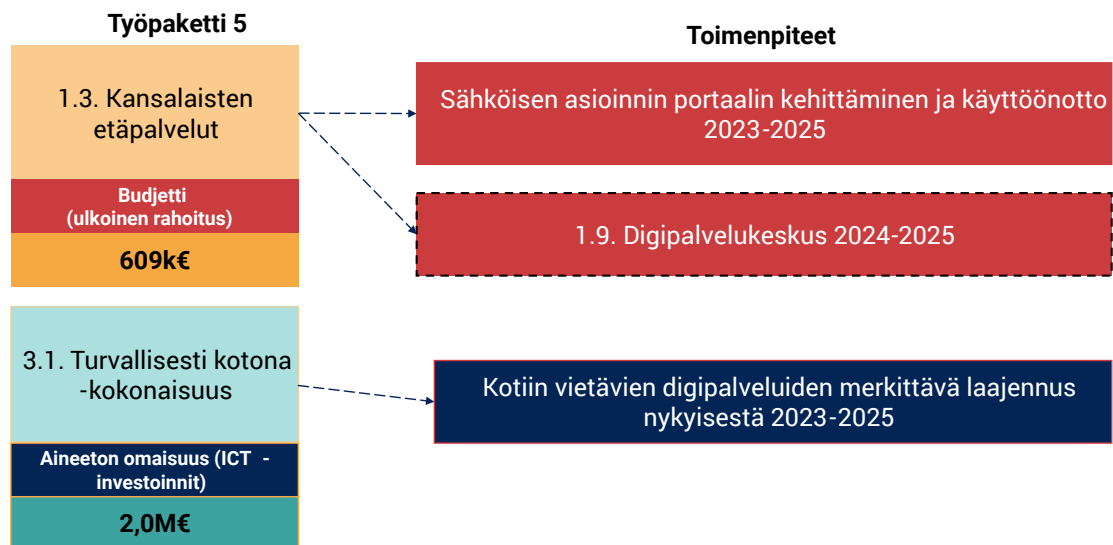 Työpaketti 5
Toimenpiteet
1.3. Kansalaisten
etäpalvelut
Budjetti
(ulkoinen rahoitus)
609k€
Sähköisen asioinnin portaalin kehittäminen ja käyttöönotto
2023-2025
1.9. Digipalvelukeskus 2024-2025
3.1. Turvallisesti kotona
-kokonaisuus
Aineeton omaisuus (ICT -
investoinnit)
2,0M€
Kotiin vietävien digipalveluiden merkittävä laajennus
nykyisestä 2023-2025